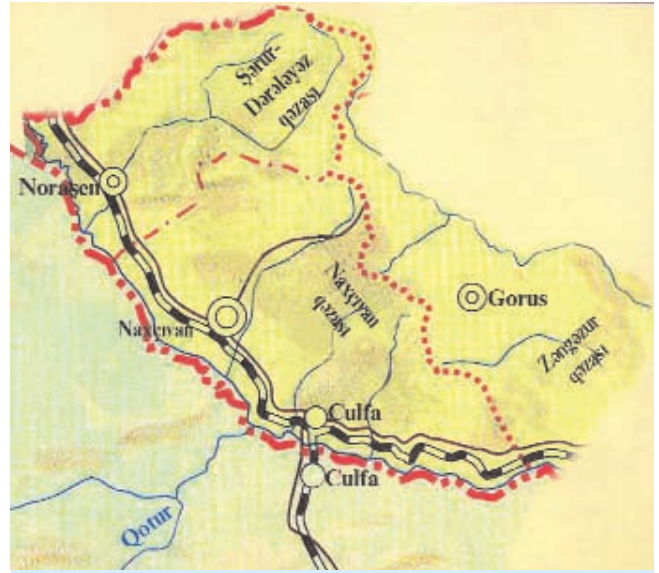 Şərur-
Dərələyəz
qəzası
Noraşen
Naxçıvan
Naxçıvan
qəzası
Gorus
Zəngəzur
qəzası
Culfa
Culfa
Qotur